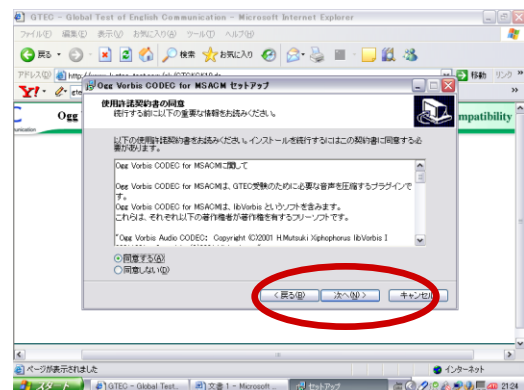 GTEC - Global Test of English Communication - Microsoft Internet Explorer
ファイル(F) 編集(E) 表示(V) お気に入り(A) ツール(T) ヘルプ(H)
戻る 検索 お気に入り
アドレス(D) 移動 リンク »
Y!
Ogg Vorbis CODEC for MSACM セットアップ
Ogg mpatibility
使用許諾契約書の同意
続行する前に以下の重要な情報をお読みください。
以下の使用許諾契約書をお読みください。インストールを続行するにはこの契約書に同意する必
要があります。
Ogg Vorbis CODEC for MSACMに関して
Ogg Vorbis CODEC for MSACMは、GTEC受験のために必要な音声を圧縮するプラグインで
す。
Ogg Vorbis CODEC for MSACMは、libVorbis というソフトを含みます。
これらは、それぞれ以下の著作権者が著作権を有するフリーソフトです。
"Ogg Vorbis Audio CODEC: Copyright (C)2001 H.Mutsuki Xiphophorus libVorbis I
同意する(A)
同意しない(D)
< 戻る(B) 次へ(N) > キャンセル
ページが表示されました インターネット
スタート GTEC - Global Test... 文書 1 - Microsoft ... セットアップ 21:24